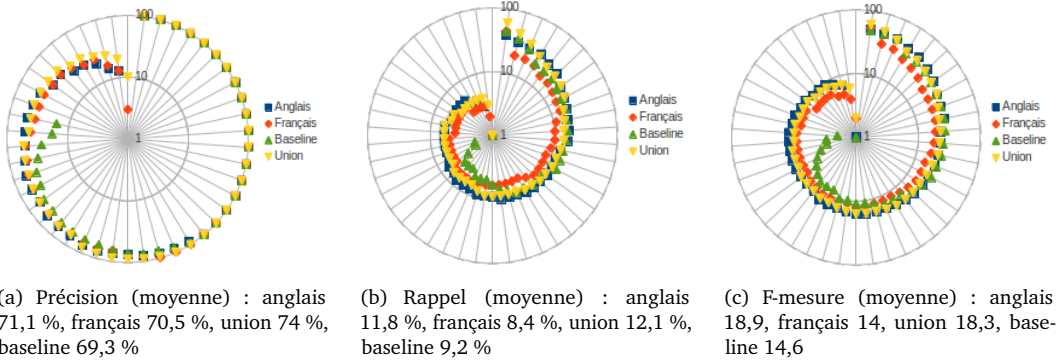 100
10
1
Anglais
Français
Baseline
Union
100
10
1
Anglais
Français
Baseline
Union
100
10
1
Anglais
Français
Baseline
Union
(a) Précision (moyenne) : anglais
71,1 %, français 70,5 %, union 74 %,
baseline 69,3 %
(b) Rappel (moyenne) : anglais
11,8 %, français 8,4 %, union 12,1 %,
baseline 9,2 %
(c) F-mesure (moyenne) : anglais
18,9, français 14, union 18,3, base-
line 14,6